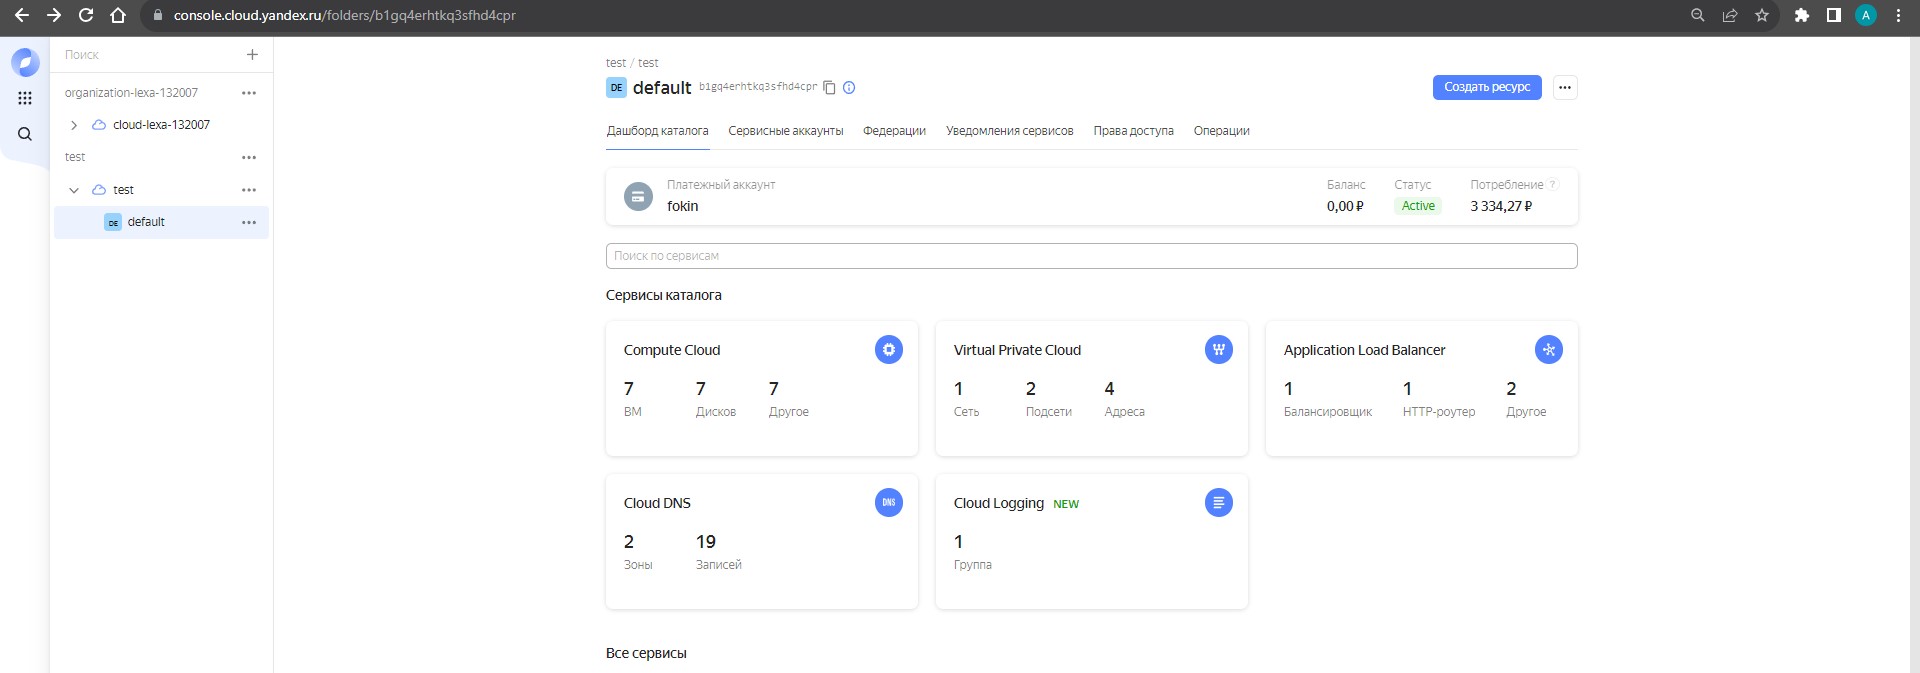 console.cloud.yandex.ru/folders/b1gq4erhtkq3sfhd4cpr
A
Поиск
organization-lexa-132007
cloud-lexa-132007
test
test
DE default
test / test
DE default b1gq4erhtkq3sfhd4cpr
Создать ресурс
Дашборд каталога Сервисные аккаунты Федерации Уведомления сервисов Права доступа Операции
Платежный аккаунт Баланс Статус Потребление ?
fokin 0,00 ₽ Active 3 334,27 ₽
Поиск по сервисам
Сервисы каталога
Compute Cloud
7 7 7
ВМ Дисков Другое
Virtual Private Cloud
1 2 4
Сеть Подсети Адреса
Application Load Balancer
1 1 2
Балансировщик HTTP-роутер Другое
Cloud DNS DNS
2 19
Зоны Записей
Cloud Logging NEW
1
Группа
Все сервисы